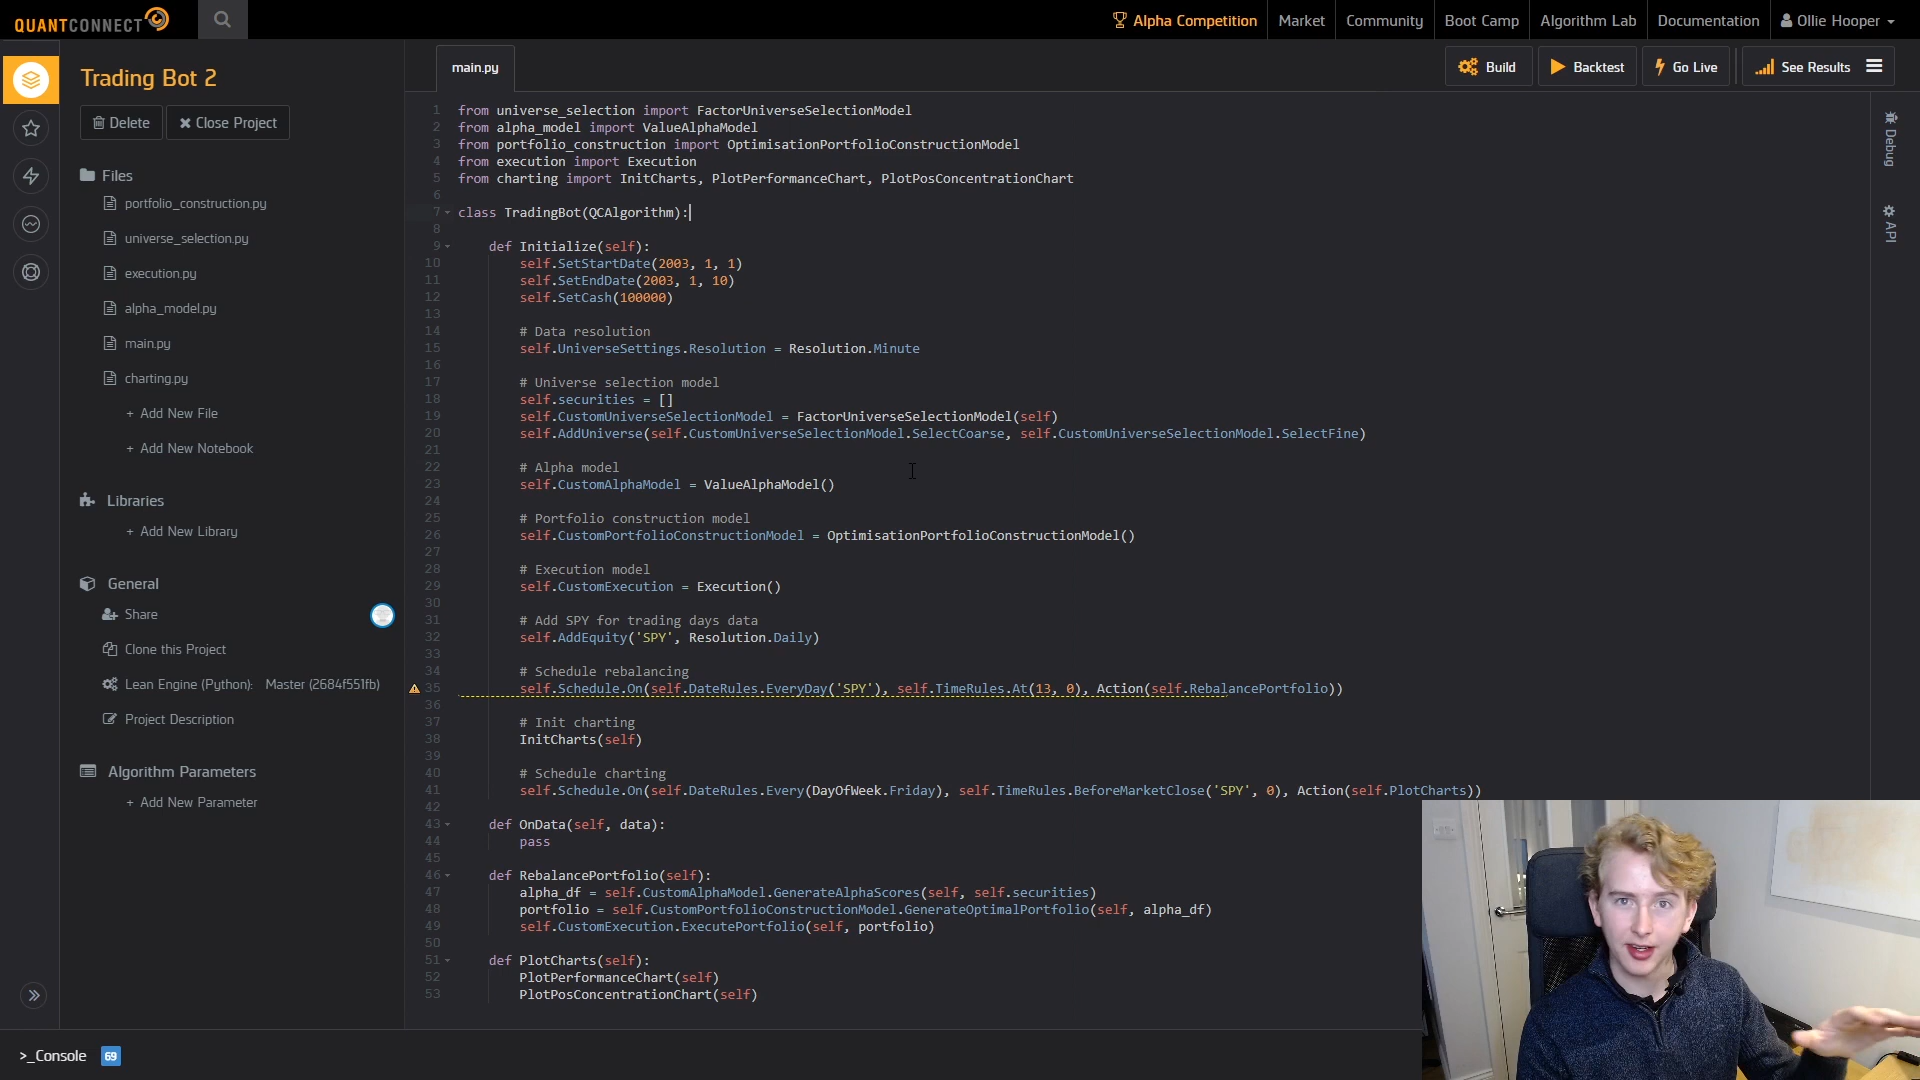 QUANTCONNECT
Alpha Competition
Market
Community
Boot Camp
Algorithm Lab
Documentation
Ollie Hooper
Trading Bot 2
Delete
Close Project
Files
portfolio_construction.py
universe_selection.py
execution.py
alpha_model.py
main.py
charting.py
+ Add New File
+ Add New Notebook
Libraries
+ Add New Library
General
Share
Clone this Project
Lean Engine (Python): Master (2684f551fb)
Project Description
Algorithm Parameters
+ Add New Parameter
>_Console 69
main.py
Build
Backtest
Go Live
See Results
Debug
API
1 from universe_selection import FactorUniverseSelectionModel
2 from alpha_model import ValueAlphaModel
3 from portfolio_construction import OptimisationPortfolioConstructionModel
4 from execution import Execution
5 from charting import InitCharts, PlotPerformanceChart, PlotPosConcentrationChart
6
7 class TradingBot(QCAlgorithm):
8
9 def Initialize(self):
10 self.SetStartDate(2003, 1, 1)
11 self.SetEndDate(2003, 1, 10)
12 self.SetCash(100000)
13
14 # Data resolution
15 self.UniverseSettings.Resolution = Resolution.Minute
16
17 # Universe selection model
18 self.securities = []
19 self.CustomUniverseSelectionModel = FactorUniverseSelectionModel(self)
20 self.AddUniverse(self.CustomUniverseSelectionModel.SelectCoarse, self.CustomUniverseSelectionModel.SelectFine)
21
22 # Alpha model
23 self.CustomAlphaModel = ValueAlphaModel()
24
25 # Portfolio construction model
26 self.CustomPortfolioConstructionModel = OptimisationPortfolioConstructionModel()
27
28 # Execution model
29 self.CustomExecution = Execution()
30
31 # Add SPY for trading days data
32 self.AddEquity('SPY', Resolution.Daily)
33
34 # Schedule rebalancing
35 self.Schedule.On(self.DateRules.EveryDay('SPY'), self.TimeRules.At(13, 0), Action(self.RebalancePortfolio))
36
37 # Init charting
38 InitCharts(self)
39
40 # Schedule charting
41 self.Schedule.On(self.DateRules.Every(DayOfWeek.Friday), self.TimeRules.BeforeMarketClose('SPY', 0), Action(self.PlotCharts))
42
43 def OnData(self, data):
44 pass
45
46 def RebalancePortfolio(self):
47 alpha_df = self.CustomAlphaModel.GenerateAlphaScores(self, self.securities)
48 portfolio = self.CustomPortfolioConstructionModel.GenerateOptimalPortfolio(self, alpha_df)
49 self.CustomExecution.ExecutePortfolio(self, portfolio)
50
51 def PlotCharts(self):
52 PlotPerformanceChart(self)
53 PlotPosConcentrationChart(self)